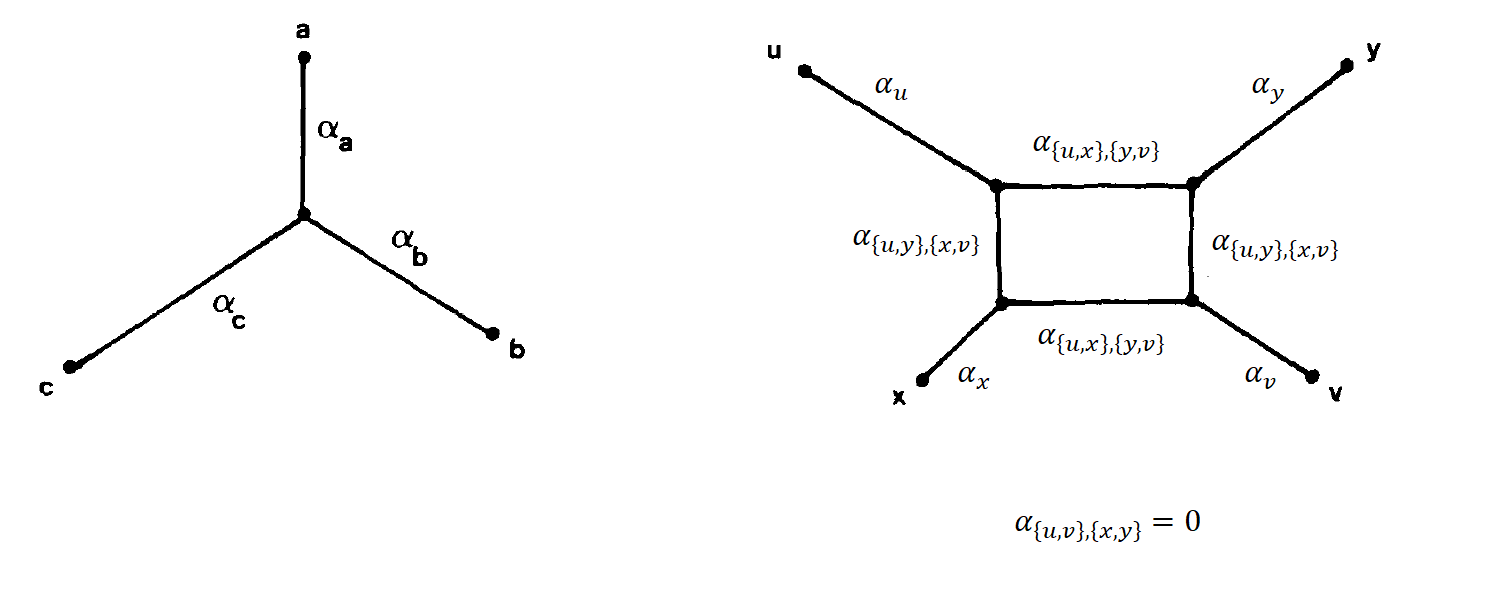 a
α_a
α_b
α_c
b
c
u
y
α_u
α_y
α_{{u,x},{y,v}}
α_{{u,y},{x,v}}
α_{{u,y},{x,v}}
α_{{u,x},{y,v}}
α_x
α_v
x
v
α_{{u,v},{x,y}} = 0